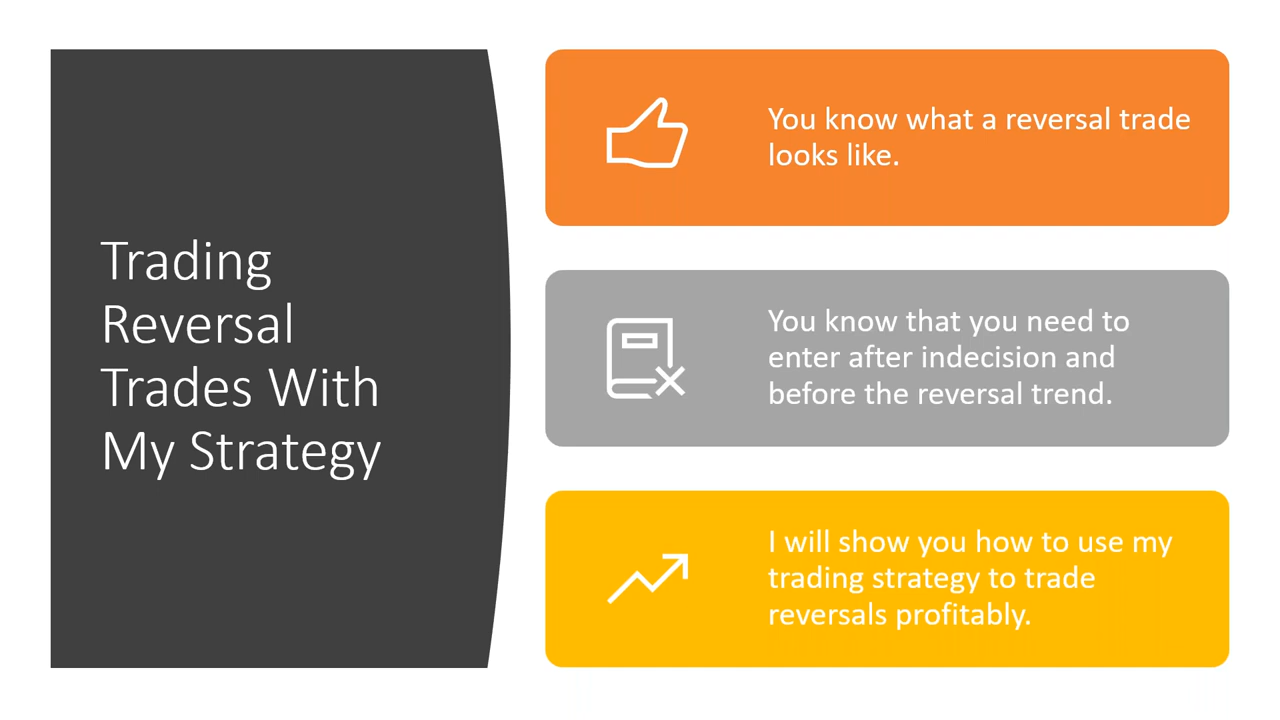 Trading
Reversal
Trades With
My Strategy
You know what a reversal trade
looks like.
You know that you need to
enter after indecision and
before the reversal trend.
I will show you how to use my
trading strategy to trade
reversals profitably.